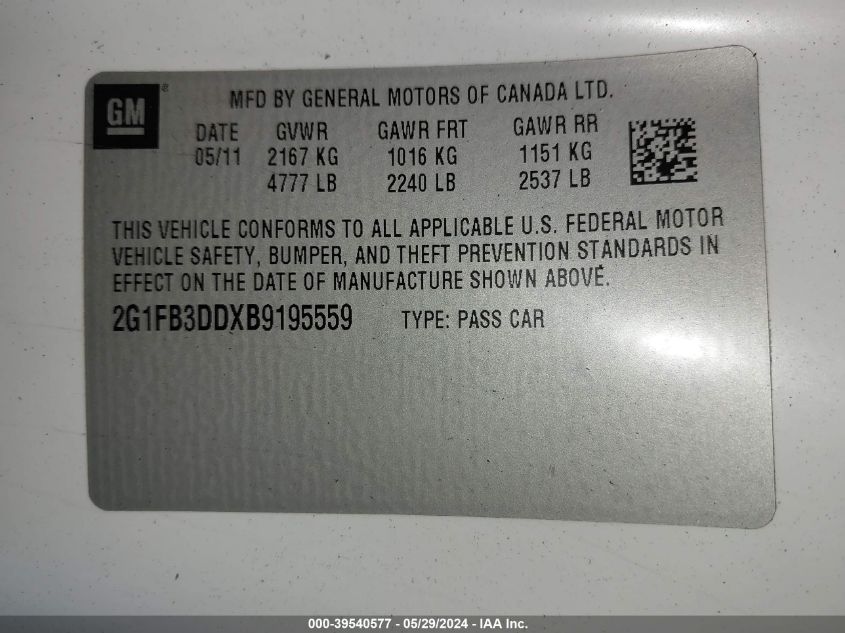 GM ®
MFD BY GENERAL MOTORS OF CANADA LTD.
DATE GVWR GAWR FRT GAWR RR
05/11 2167 KG 1016 KG 1151 KG
4777 LB 2240 LB 2537 LB
THIS VEHICLE CONFORMS TO ALL APPLICABLE U.S. FEDERAL MOTOR
VEHICLE SAFETY, BUMPER, AND THEFT PREVENTION STANDARDS IN
EFFECT ON THE DATE OF MANUFACTURE SHOWN ABOVE.
2G1FB3DDXB9195559 TYPE: PASS CAR
000-39540577 - 05/29/2024 - IAA Inc.